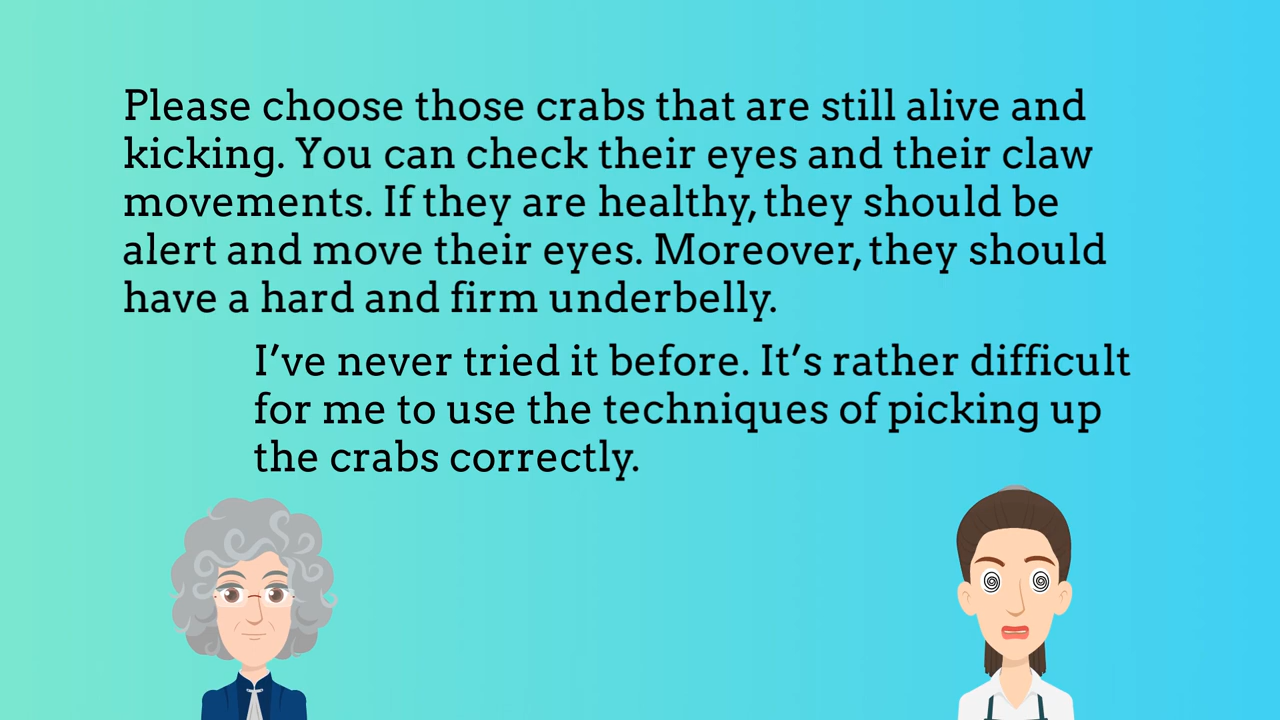 Please choose those crabs that are still alive and
kicking. You can check their eyes and their claw
movements. If they are healthy, they should be
alert and move their eyes. Moreover, they should
have a hard and firm underbelly.
I’ve never tried it before. It’s rather difficult
for me to use the techniques of picking up
the crabs correctly.